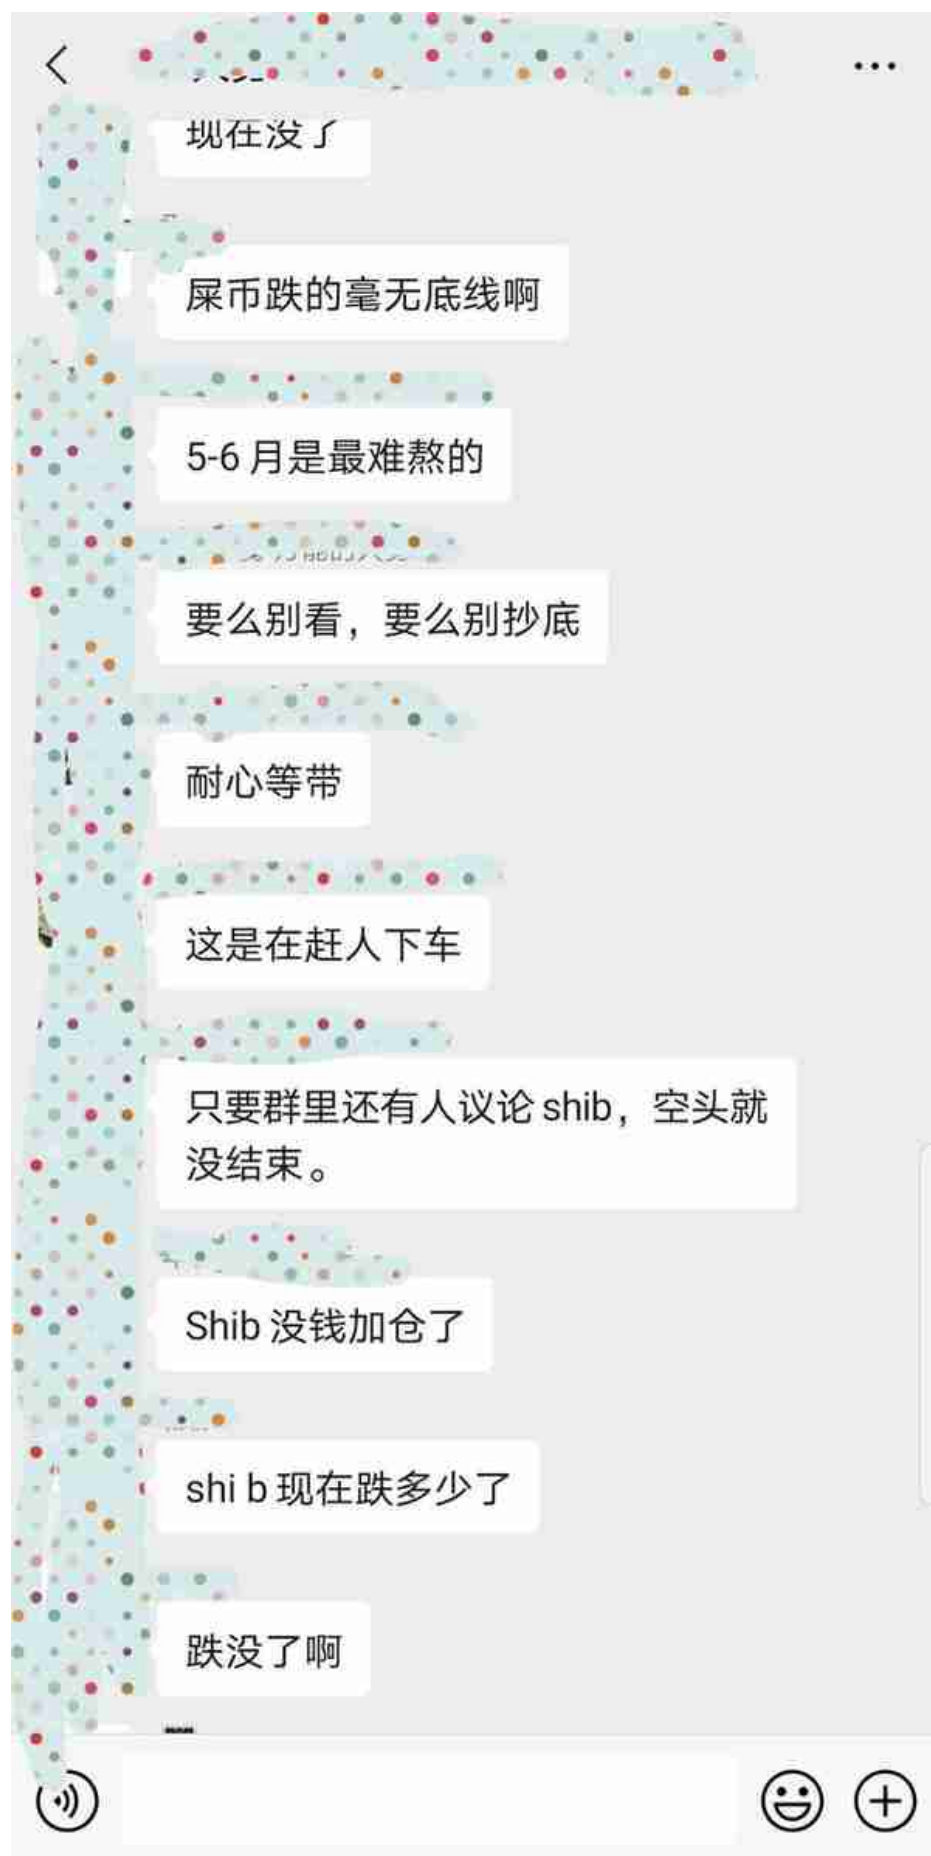 现在没了
屎币跌的毫无底线啊
5-6 月是最难熬的
要么别看，要么别抄底
耐心等带
这是在赶人下车
只要群里还有人议论 shib，空头就
没结束。
Shib 没钱加仓了
shi b 现在跌多少了
跌没了啊